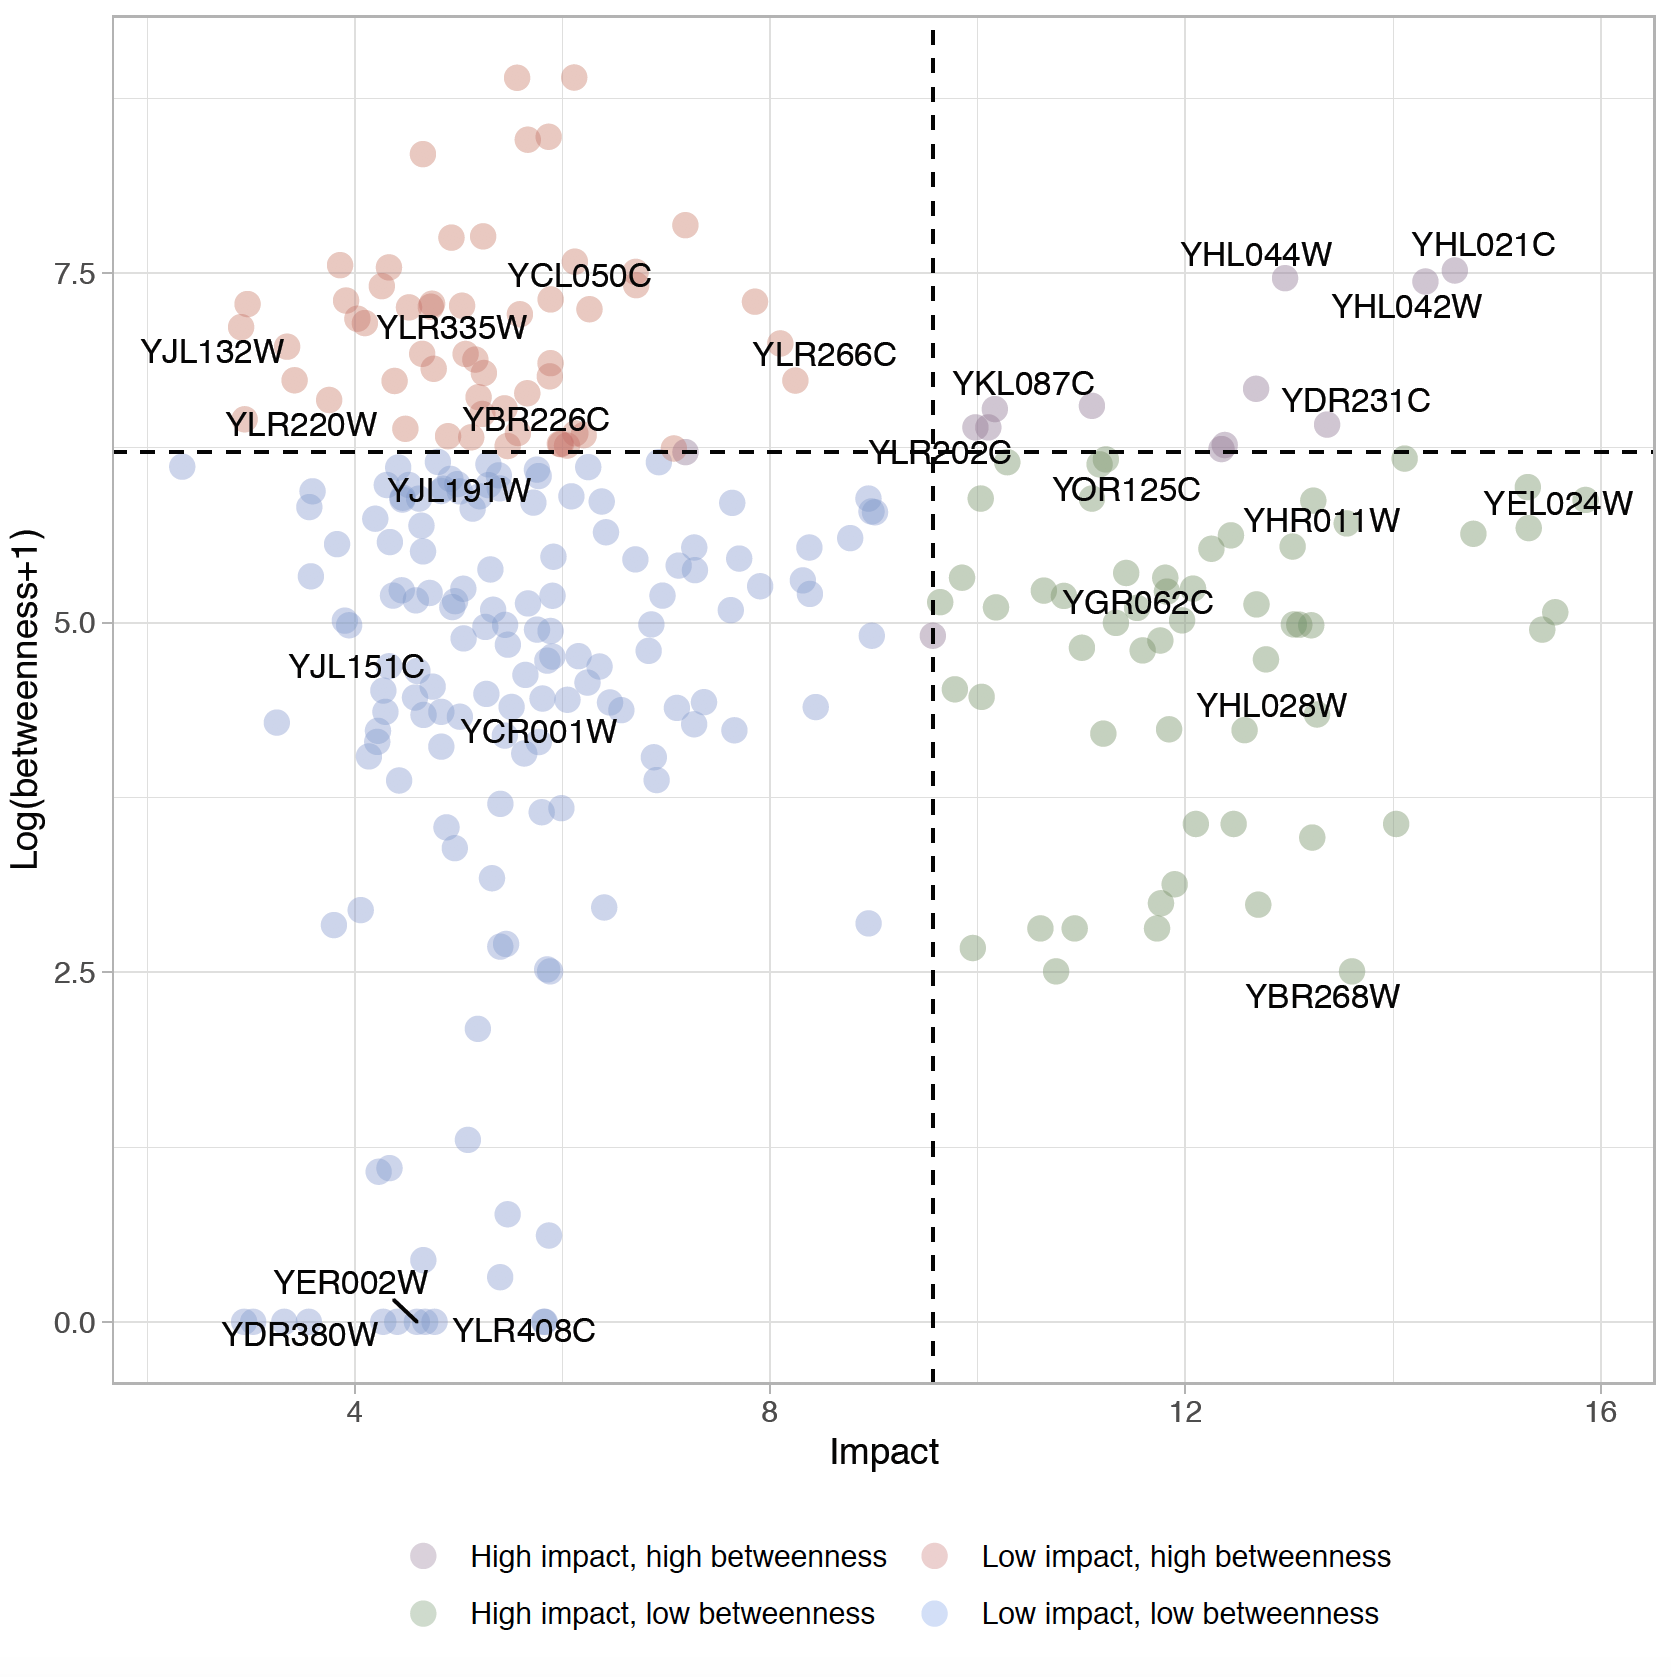 YHL021C
YHL044W
7.5
YCL050C
YHL042W
YLR335W
YJL132W
YLR266C
YKL087C
YDR231C
YLR220W
YBR226C
YLR202C
YJL191W
YOR125C
YEL024W
YHR011W
5.0
YGR062C
YJL151C
YHL028W
YCR001W
Log(betweenness+1)
2.5
YBR268W
YER002W
0.0
YDR380W
YLR408C
4 8 12 16
Impact
High impact, high betweenness Low impact, high betweenness
High impact, low betweenness Low impact, low betweenness